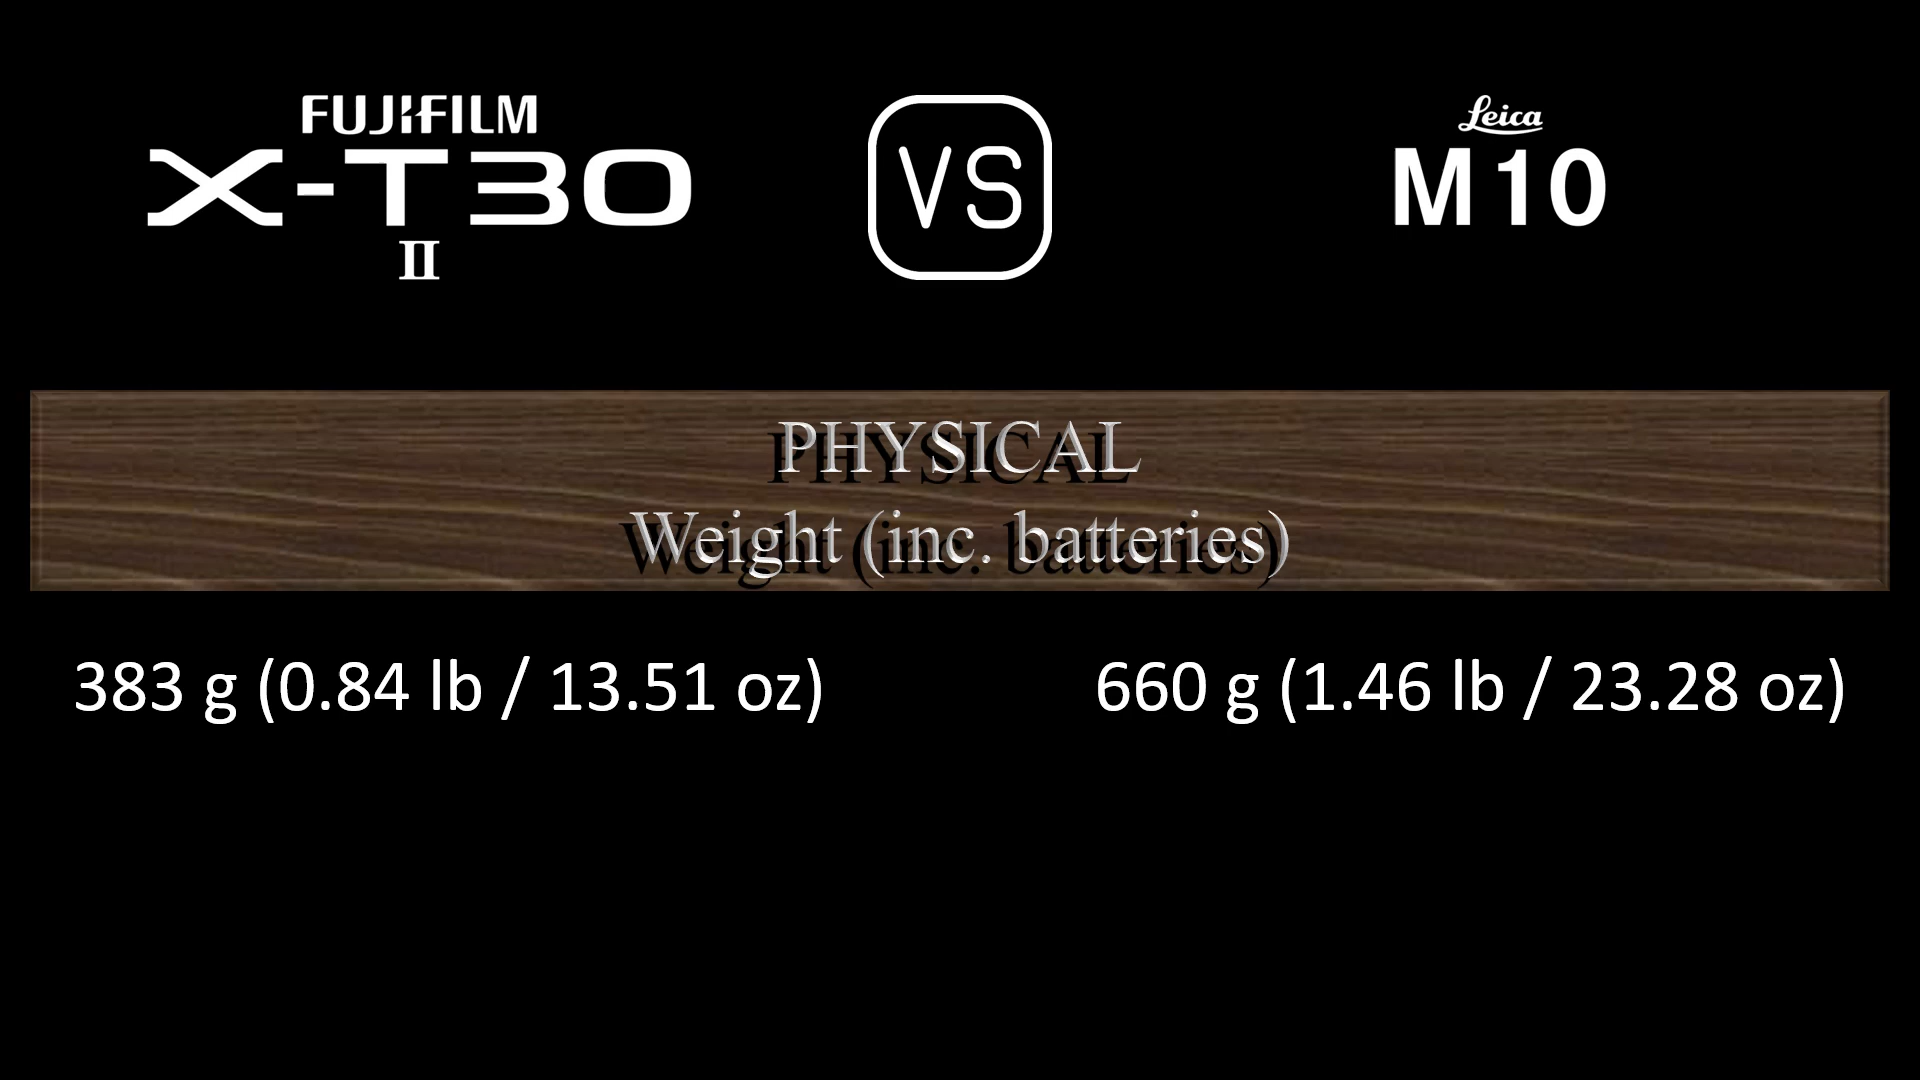 FUJIFILM
X-T30
II
VS
Leica
M10
PHYSICAL
Weight (inc. batteries)
383 g (0.84 lb / 13.51 oz)
660 g (1.46 lb / 23.28 oz)